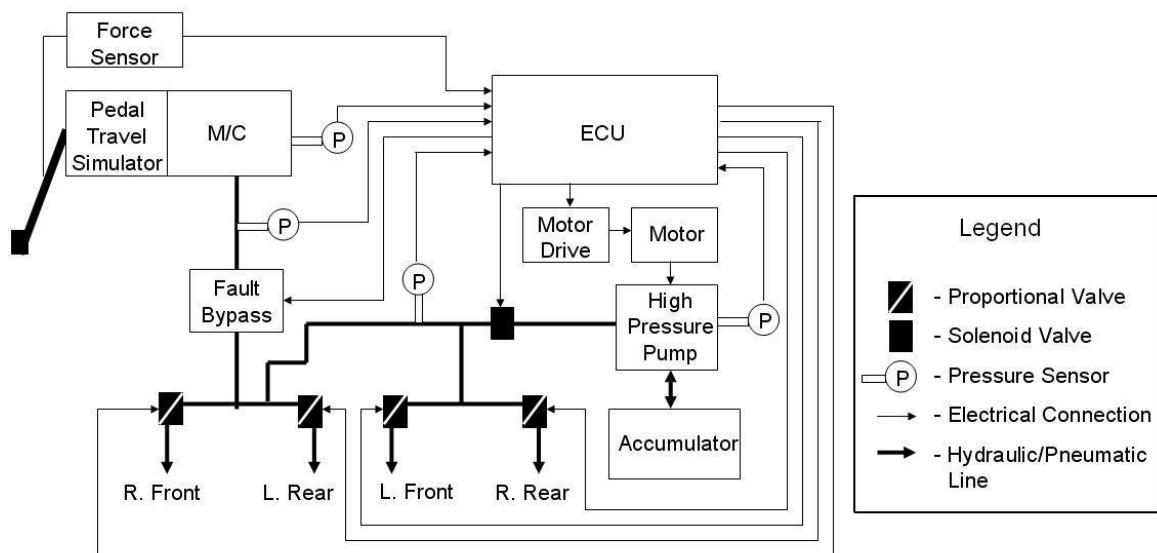 Force
Sensor
Pedal
Travel
Simulator
M/C
P
ECU
P
Motor
Drive
Motor
Fault
Bypass
P
High
Pressure
Pump
P
Accumulator
R. Front
L. Rear
L. Front
R. Rear
Legend
- Proportional Valve
- Solenoid Valve
P - Pressure Sensor
- Electrical Connection
- Hydraulic/Pneumatic
Line